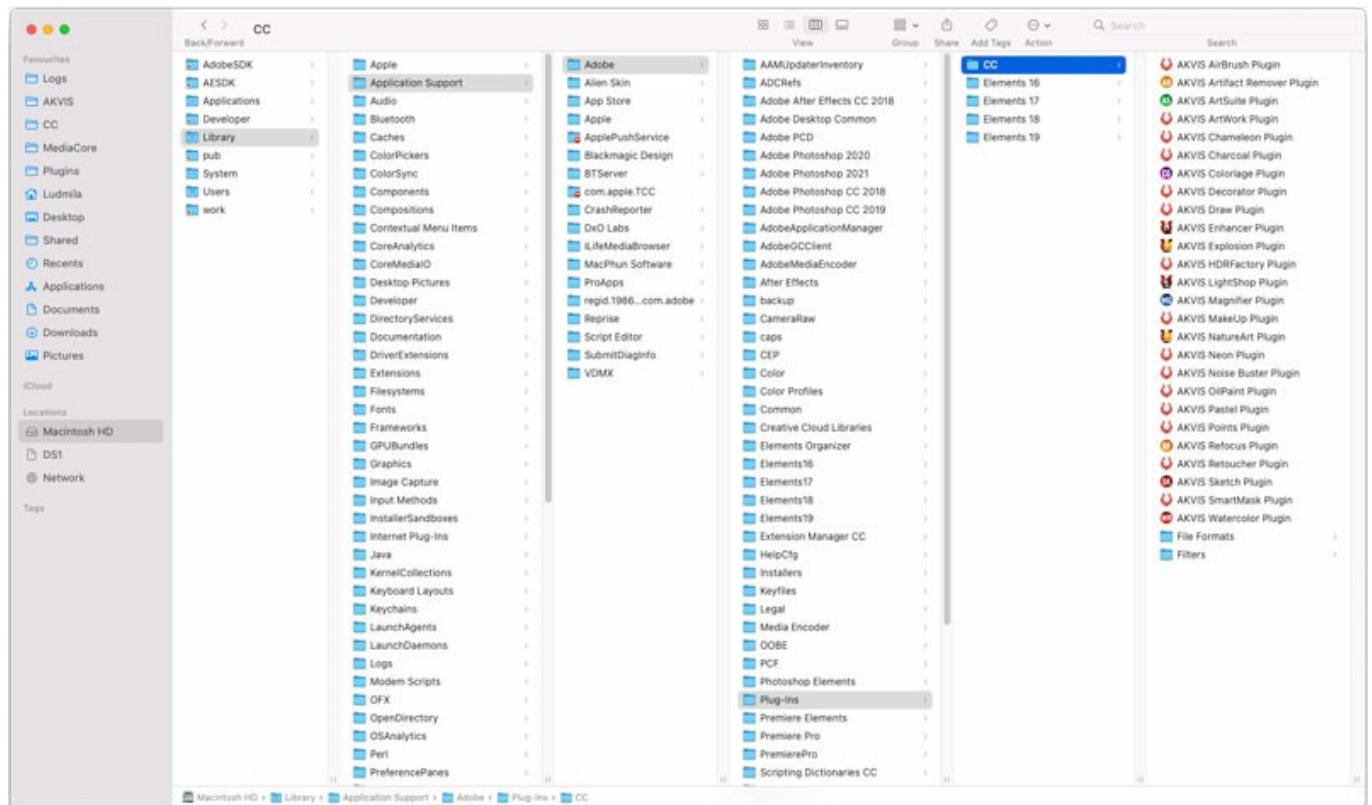 CC
Back/Forward
View
Group
Share
Add Tags
Action
Search
Search
Favourites
Logs
AKVIS
CC
MediaCore
Plugins
Ludmila
Desktop
Shared
Recents
Applications
Documents
Downloads
Pictures
iCloud
Locations
Macintosh HD
DS1
Network
Tags
AdobeSDK
AESDK
Applications
Developer
Library
pub
System
Users
work
Apple
Application Support
Audio
Bluetooth
Caches
ColorPickers
ColorSync
Components
Compositions
Contextual Menu Items
CoreAnalytics
CoreMediaIO
Desktop Pictures
Developer
DirectoryServices
Documentation
DriverExtensions
Extensions
Filesystems
Fonts
Frameworks
GPUBundles
Graphics
Image Capture
Input Methods
InstallerSandboxes
Internet Plug-Ins
Java
KernelCollections
Keyboard Layouts
Keychains
LaunchAgents
LaunchDaemons
Logs
Modem Scripts
OFX
OpenDirectory
OSAnalytics
Perl
PreferencePanes
Adobe
Alien Skin
App Store
Apple
ApplePushService
Blackmagic Design
BTServer
com.apple.TCC
CrashReporter
DxO Labs
iLifeMediaBrowser
MacPhun Software
ProApps
regid.1986...com.adobe
Reprise
Script Editor
SubmitDiagInfo
VDMX
AAMUpdaterInventory
ADCRefs
Adobe After Effects CC 2018
Adobe Desktop Common
Adobe PCD
Adobe Photoshop 2020
Adobe Photoshop 2021
Adobe Photoshop CC 2018
Adobe Photoshop CC 2019
AdobeApplicationManager
AdobeGCClient
AdobeMediaEncoder
After Effects
backup
CameraRaw
caps
CEP
Color
Color Profiles
Common
Creative Cloud Libraries
Elements Organizer
Elements16
Elements17
Elements18
Elements19
Extension Manager CC
HelpCfg
Installers
Keyfiles
Legal
Media Encoder
OOBE
PCF
Photoshop Elements
Plug-Ins
Premiere Elements
Premiere Pro
PremierePro
Scripting Dictionaries CC
CC
Elements 16
Elements 17
Elements 18
Elements 19
AKVIS AirBrush Plugin
AKVIS Artifact Remover Plugin
AKVIS ArtSuite Plugin
AKVIS ArtWork Plugin
AKVIS Chameleon Plugin
AKVIS Charcoal Plugin
AKVIS Coloriage Plugin
AKVIS Decorator Plugin
AKVIS Draw Plugin
AKVIS Enhancer Plugin
AKVIS Explosion Plugin
AKVIS HDRFactory Plugin
AKVIS LightShop Plugin
AKVIS Magnifier Plugin
AKVIS MakeUp Plugin
AKVIS NatureArt Plugin
AKVIS Neon Plugin
AKVIS Noise Buster Plugin
AKVIS OilPaint Plugin
AKVIS Pastel Plugin
AKVIS Points Plugin
AKVIS Refocus Plugin
AKVIS Retoucher Plugin
AKVIS Sketch Plugin
AKVIS SmartMask Plugin
AKVIS Watercolor Plugin
File Formats
Filters
Macintosh HD › Library › Application Support › Adobe › Plug-Ins › CC